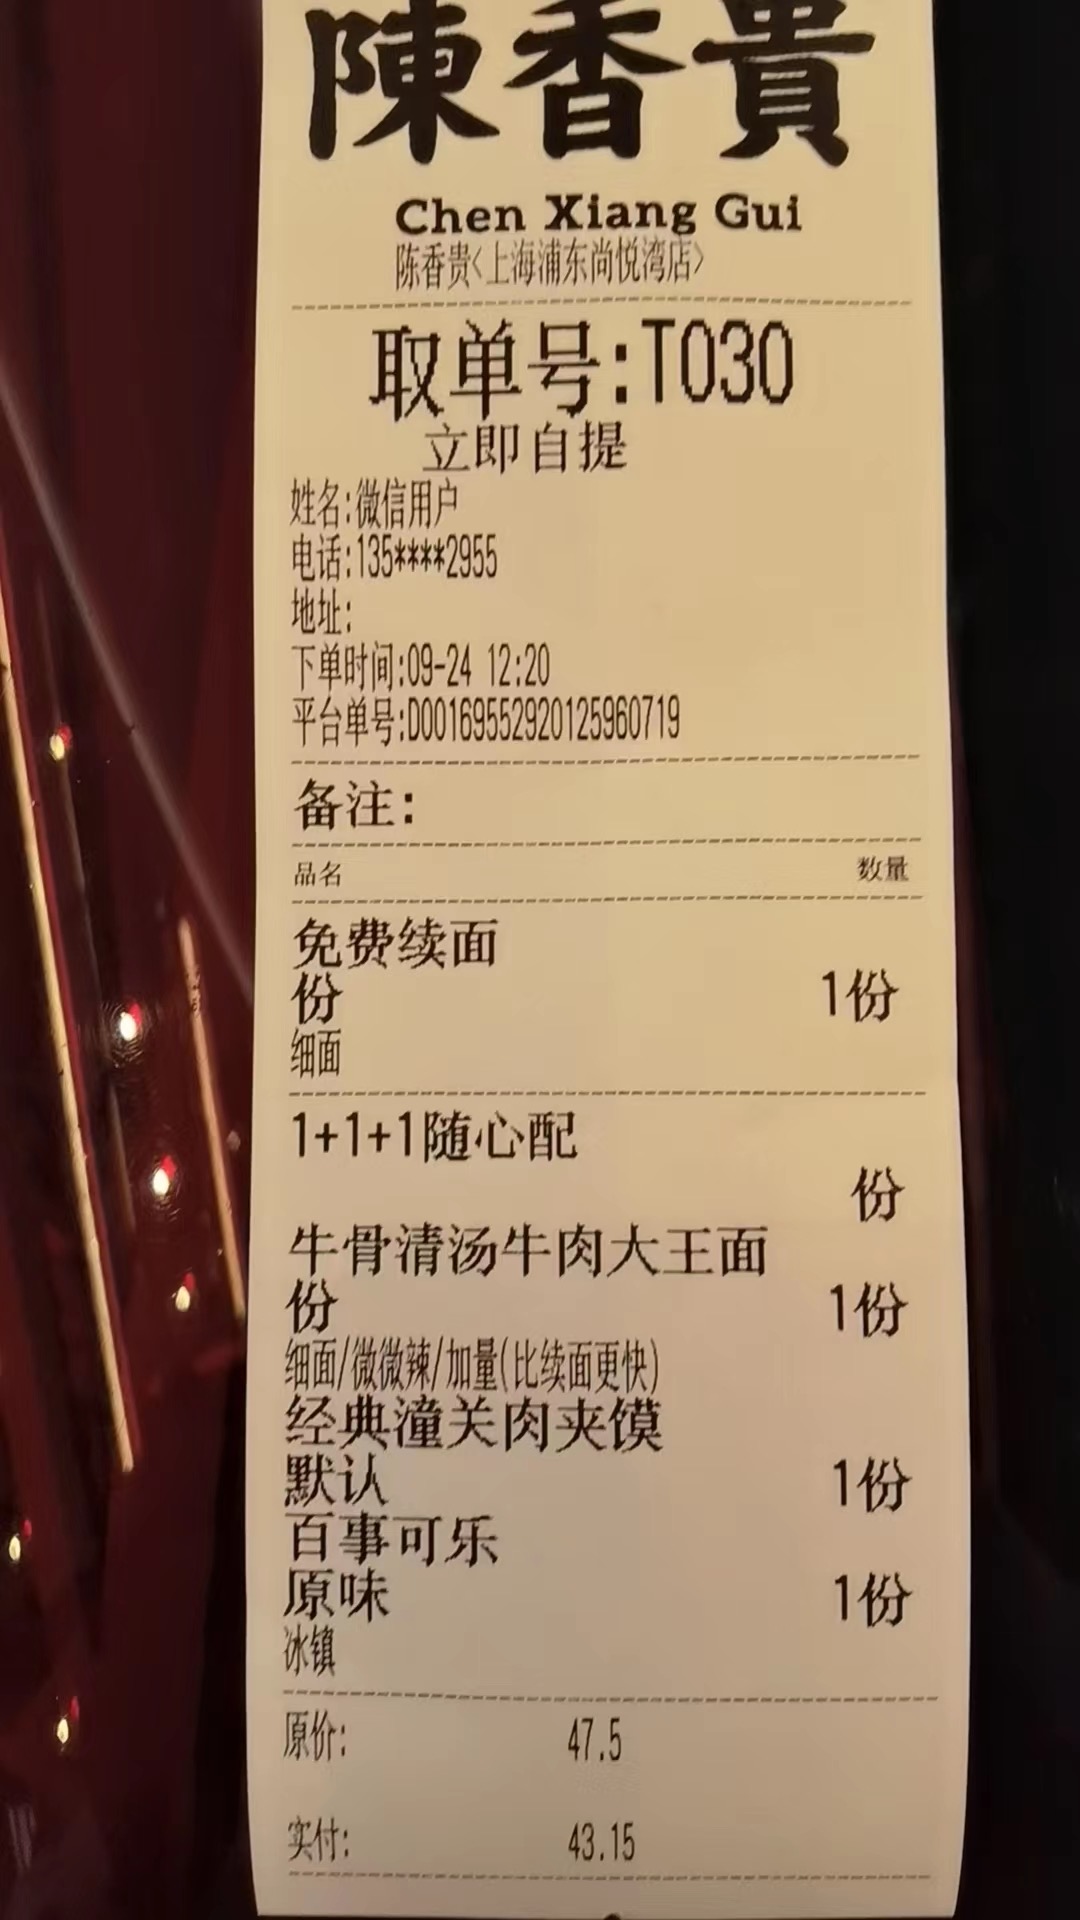 陳香貴
Chen Xiang Gui
陈香贵<上海浦东尚悦湾店>
取单号:T030
立即自提
姓名:微信用户
电话:135****2955
地址:
下单时间:09-24 12:20
平台单号:D00169552920125960719
备注:
品名 数量
免费续面
份 1份
细面
1+1+1随心配
份
牛骨清汤牛肉大王面
份 1份
细面/微微辣/加量(比续面更快)
经典潼关肉夹馍
默认 1份
百事可乐
原味 1份
冰镇
原价: 47.5
实付: 43.15